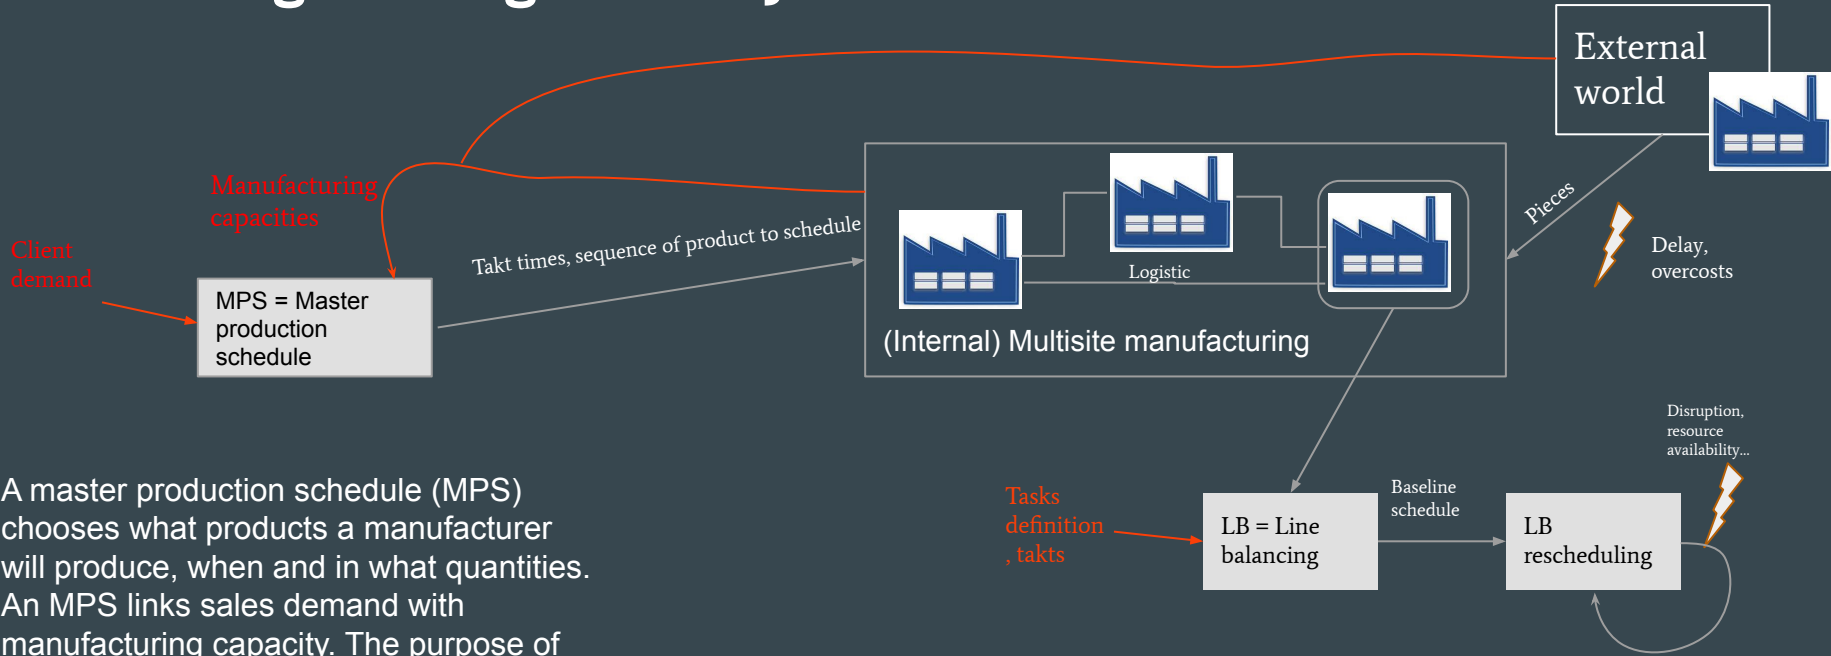 External
world
Manufacturing
capacities
Client
demand
MPS = Master
production
schedule
Takt times, sequence of product to schedule
Logistic
(Internal) Multisite manufacturing
Pieces
Delay,
overcosts
Disruption,
resource
availability...
Tasks
definition
, takts
LB = Line
balancing
Baseline
schedule
LB
rescheduling
A master production schedule (MPS)
chooses what products a manufacturer
will produce, when and in what quantities.
An MPS links sales demand with
manufacturing capacity. The purpose of